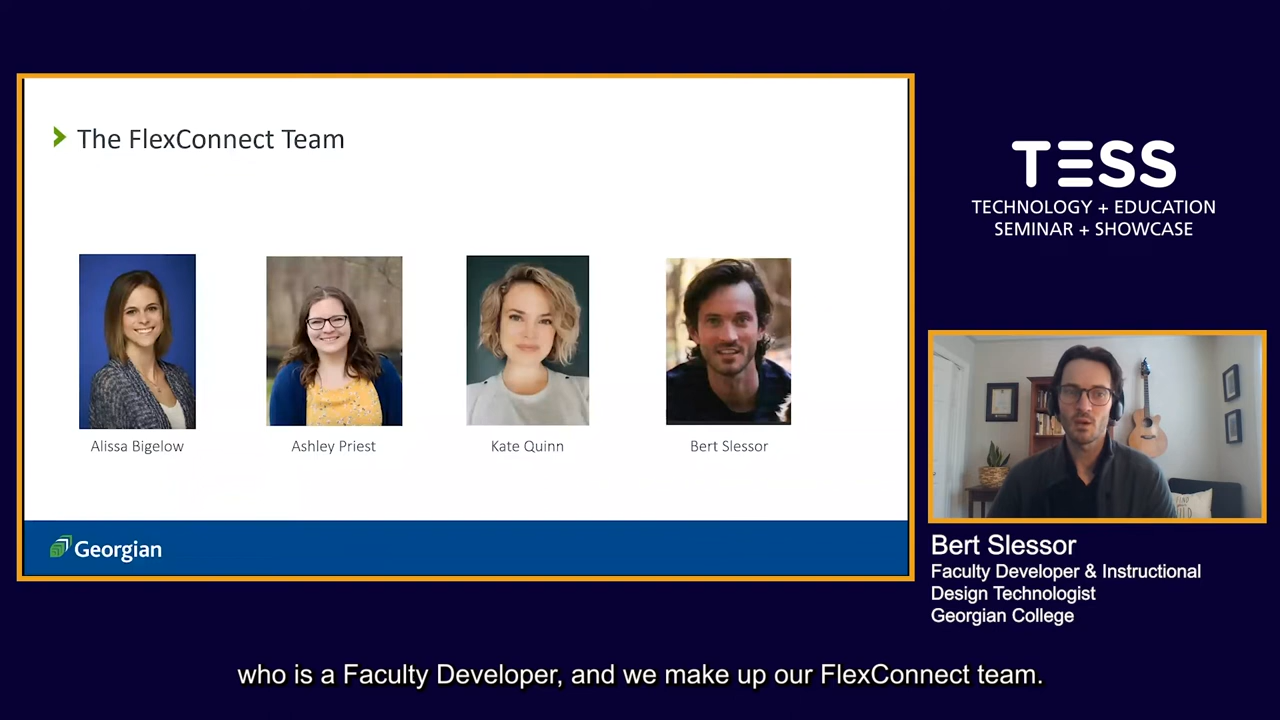 The FlexConnect Team
Alissa Bigelow
Ashley Priest
Kate Quinn
Bert Slessor
Georgian
TESS
TECHNOLOGY + EDUCATION
SEMINAR + SHOWCASE
Bert Slessor
Faculty Developer & Instructional
Design Technologist
Georgian College
who is a Faculty Developer, and we make up our FlexConnect team.